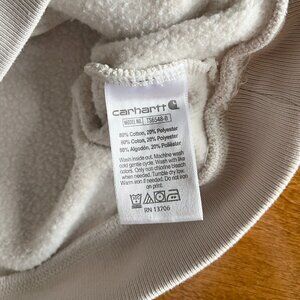 carhartt
MODEL NO. TS6548-B
80% Cotton, 20% Polyester
80% Cotton, 20% Polyester
80% Algodón, 20% Poliéster
Wash inside out. Machine wash
cold gentle cycle. Wash with like
colors. Only non chlorine bleach
when needed. Tumble dry low.
Warm iron if needed. Do not iron
on print.
RN 13706